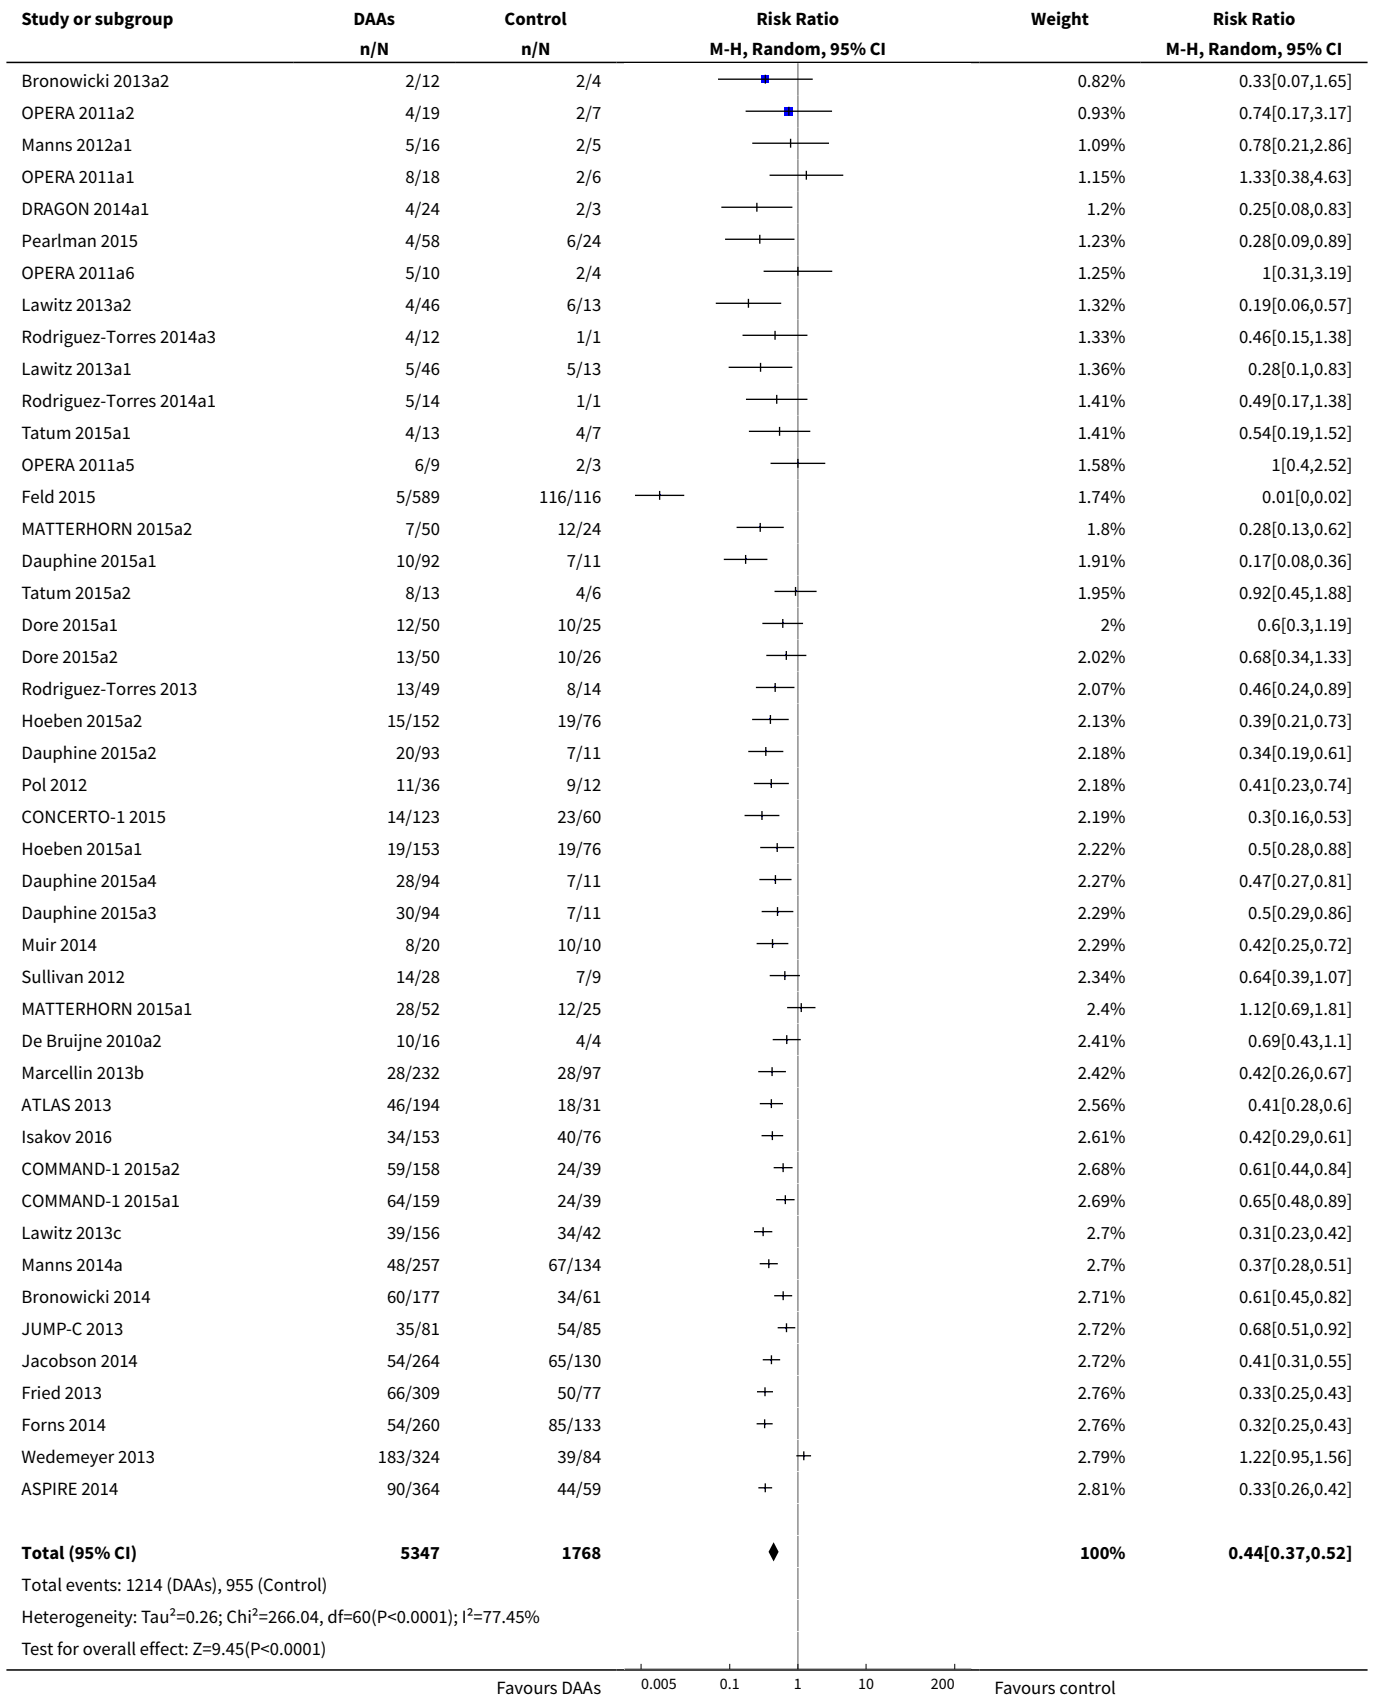 Study or subgroup DAAs Control Risk Ratio Weight Risk Ratio
n/N n/N M-H, Random, 95% CI M-H, Random, 95% CI
Bronowicki 2013a2 2/12 2/4 0.82% 0.33[0.07,1.65]
OPERA 2011a2 4/19 2/7 0.93% 0.74[0.17,3.17]
Manns 2012a1 5/16 2/5 1.09% 0.78[0.21,2.86]
OPERA 2011a1 8/18 2/6 1.15% 1.33[0.38,4.63]
DRAGON 2014a1 4/24 2/3 1.2% 0.25[0.08,0.83]
Pearlman 2015 4/58 6/24 1.23% 0.28[0.09,0.89]
OPERA 2011a6 5/10 2/4 1.25% 1[0.31,3.19]
Lawitz 2013a2 4/46 6/13 1.32% 0.19[0.06,0.57]
Rodriguez-Torres 2014a3 4/12 1/1 1.33% 0.46[0.15,1.38]
Lawitz 2013a1 5/46 5/13 1.36% 0.28[0.1,0.83]
Rodriguez-Torres 2014a1 5/14 1/1 1.41% 0.49[0.17,1.38]
Tatum 2015a1 4/13 4/7 1.41% 0.54[0.19,1.52]
OPERA 2011a5 6/9 2/3 1.58% 1[0.4,2.52]
Feld 2015 5/589 116/116 1.74% 0.01[0,0.02]
MATTERHORN 2015a2 7/50 12/24 1.8% 0.28[0.13,0.62]
Dauphine 2015a1 10/92 7/11 1.91% 0.17[0.08,0.36]
Tatum 2015a2 8/13 4/6 1.95% 0.92[0.45,1.88]
Dore 2015a1 12/50 10/25 2% 0.6[0.3,1.19]
Dore 2015a2 13/50 10/26 2.02% 0.68[0.34,1.33]
Rodriguez-Torres 2013 13/49 8/14 2.07% 0.46[0.24,0.89]
Hoeben 2015a2 15/152 19/76 2.13% 0.39[0.21,0.73]
Dauphine 2015a2 20/93 7/11 2.18% 0.34[0.19,0.61]
Pol 2012 11/36 9/12 2.18% 0.41[0.23,0.74]
CONCERTO-1 2015 14/123 23/60 2.19% 0.3[0.16,0.53]
Hoeben 2015a1 19/153 19/76 2.22% 0.5[0.28,0.88]
Dauphine 2015a4 28/94 7/11 2.27% 0.47[0.27,0.81]
Dauphine 2015a3 30/94 7/11 2.29% 0.5[0.29,0.86]
Muir 2014 8/20 10/10 2.29% 0.42[0.25,0.72]
Sullivan 2012 14/28 7/9 2.34% 0.64[0.39,1.07]
MATTERHORN 2015a1 28/52 12/25 2.4% 1.12[0.69,1.81]
De Bruijne 2010a2 10/16 4/4 2.41% 0.69[0.43,1.1]
Marcellin 2013b 28/232 28/97 2.42% 0.42[0.26,0.67]
ATLAS 2013 46/194 18/31 2.56% 0.41[0.28,0.6]
Isakov 2016 34/153 40/76 2.61% 0.42[0.29,0.61]
COMMAND-1 2015a2 59/158 24/39 2.68% 0.61[0.44,0.84]
COMMAND-1 2015a1 64/159 24/39 2.69% 0.65[0.48,0.89]
Lawitz 2013c 39/156 34/42 2.7% 0.31[0.23,0.42]
Manns 2014a 48/257 67/134 2.7% 0.37[0.28,0.51]
Bronowicki 2014 60/177 34/61 2.71% 0.61[0.45,0.82]
JUMP-C 2013 35/81 54/85 2.72% 0.68[0.51,0.92]
Jacobson 2014 54/264 65/130 2.72% 0.41[0.31,0.55]
Fried 2013 66/309 50/77 2.76% 0.33[0.25,0.43]
Forns 2014 54/260 85/133 2.76% 0.32[0.25,0.43]
Wedemeyer 2013 183/324 39/84 2.79% 1.22[0.95,1.56]
ASPIRE 2014 90/364 44/59 2.81% 0.33[0.26,0.42]
Total (95% CI) 5347 1768 100% 0.44[0.37,0.52]
Total events: 1214 (DAAs), 955 (Control)
Heterogeneity: Tau²=0.26; Chi²=266.04, df=60(P<0.0001); I²=77.45%
Test for overall effect: Z=9.45(P<0.0001)
Favours DAAs 0.005 0.1 1 10 200 Favours control